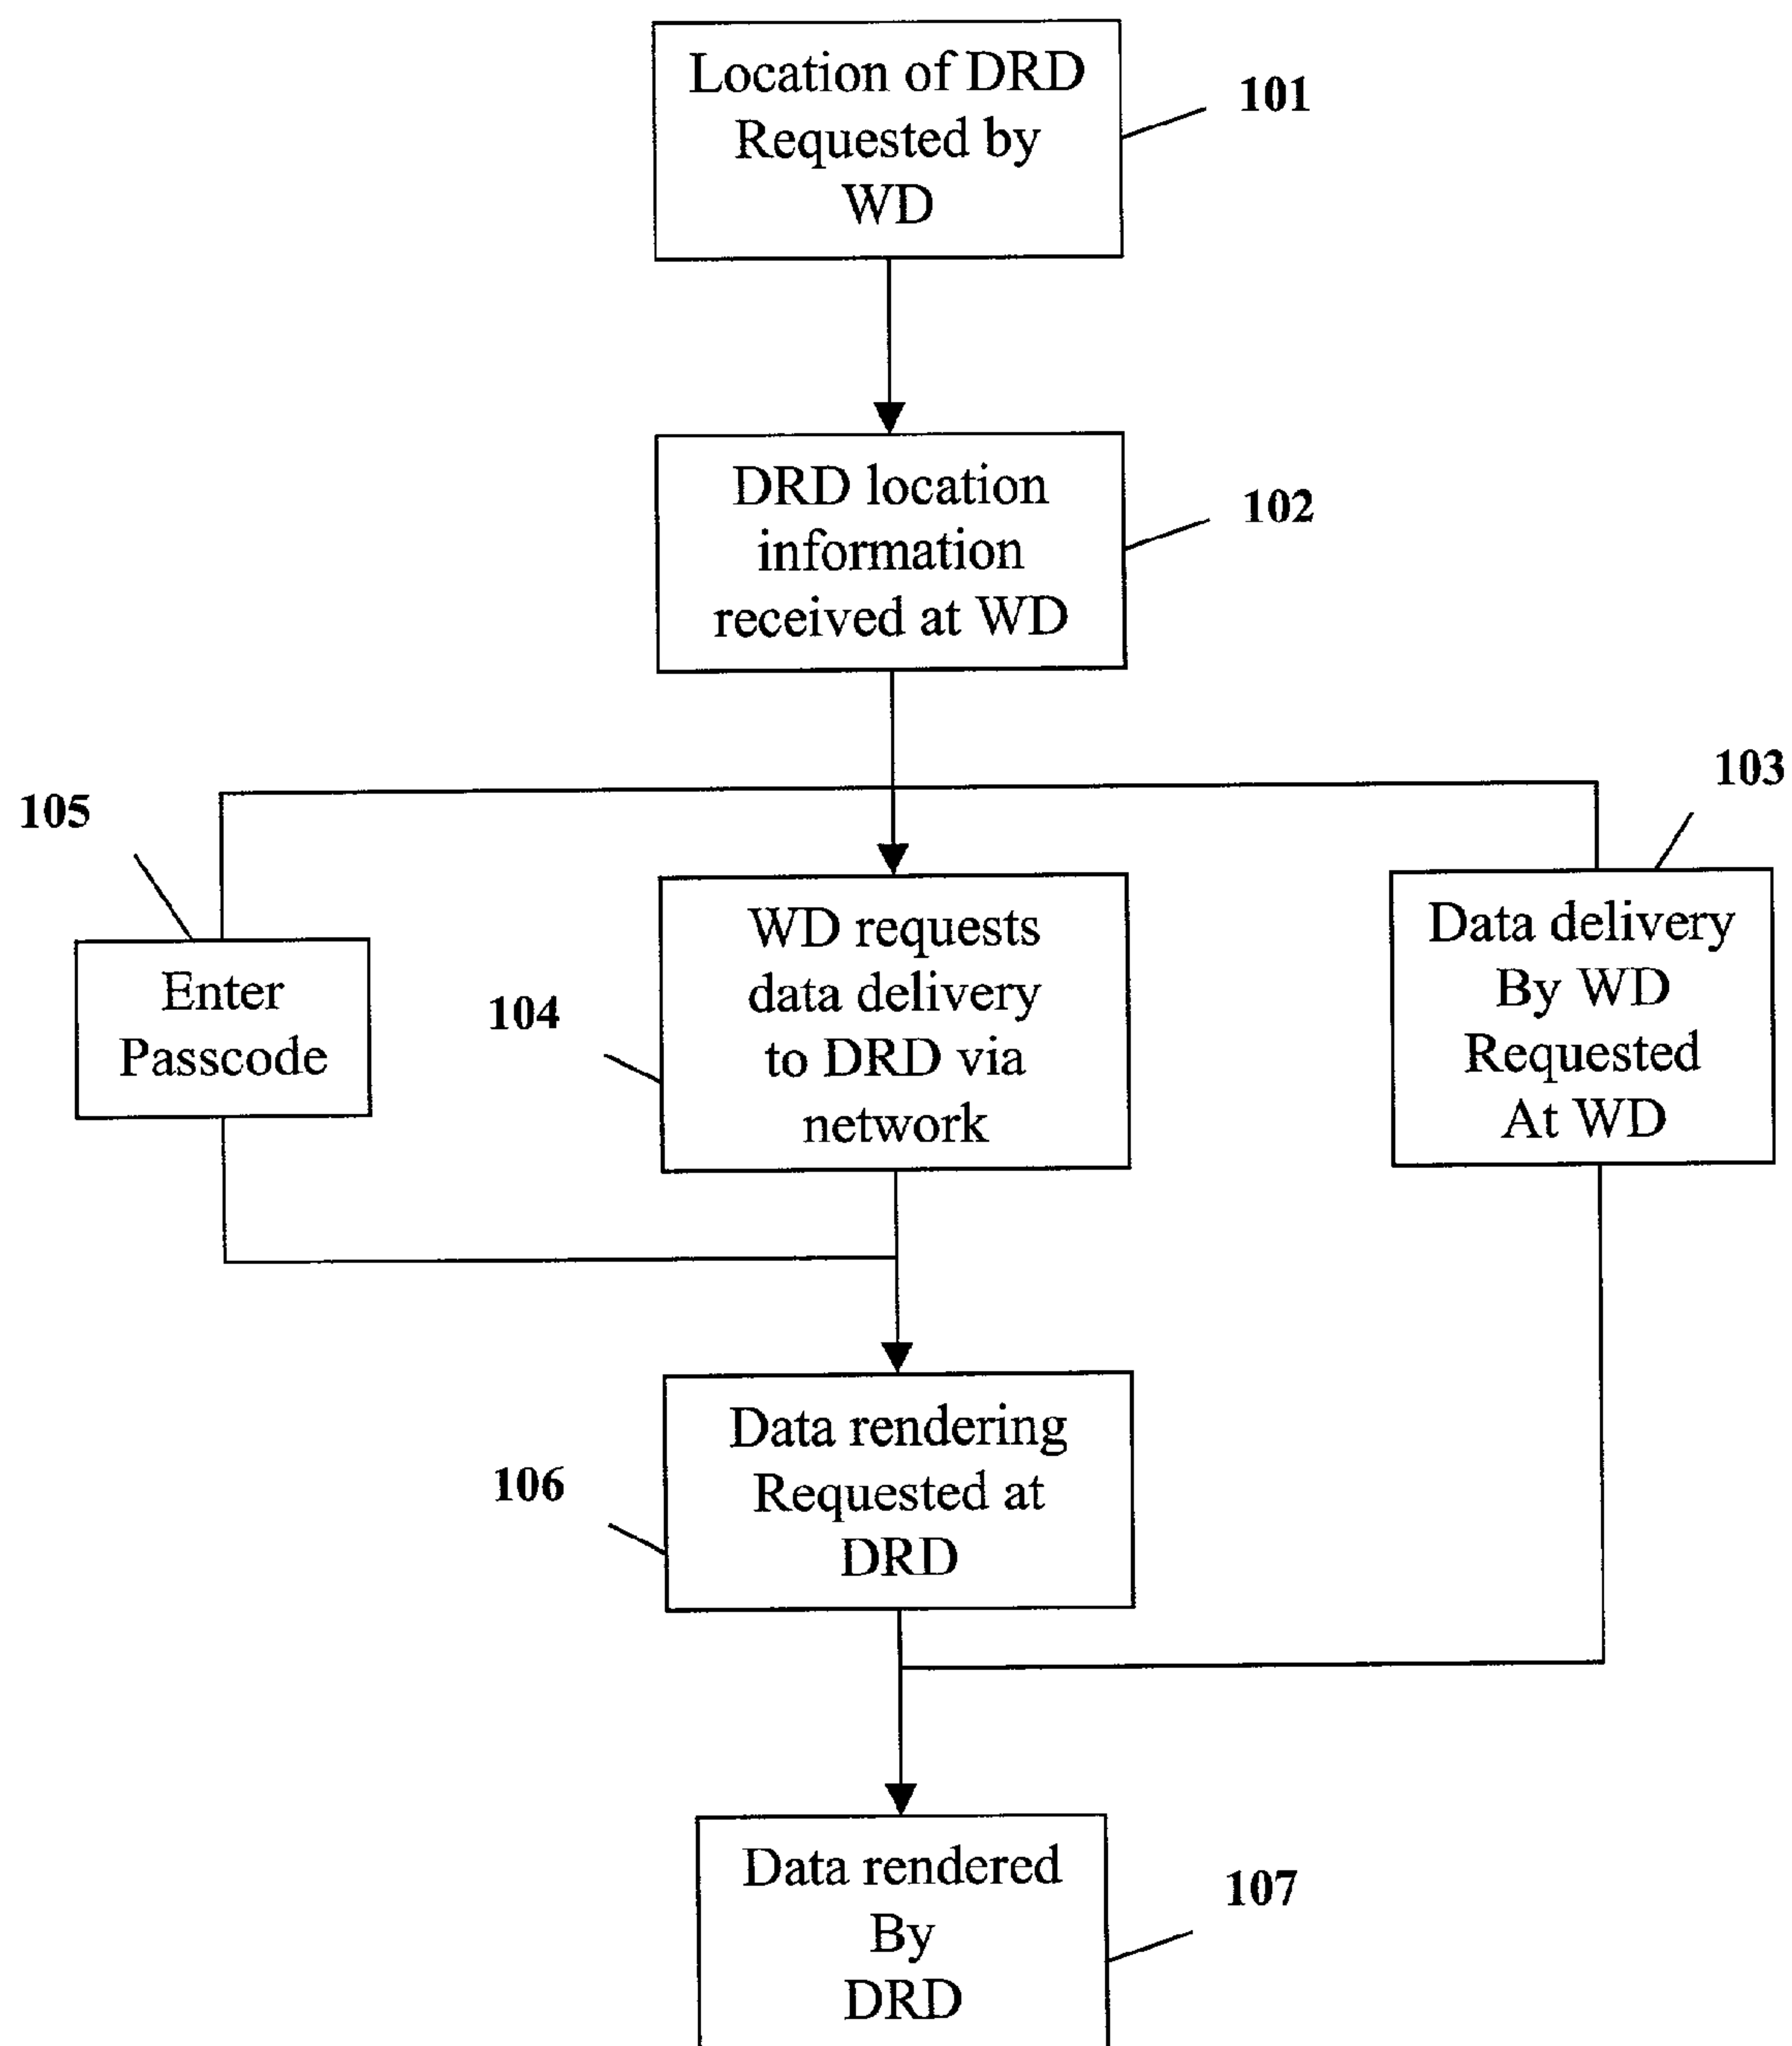 Location of DRD
Requested by
WD
101
DRD location
information
received at WD
102
103
105
Enter
Passcode
104
WD requests
data delivery
to DRD via
network
Data delivery
By WD
Requested
At WD
106
Data rendering
Requested at
DRD
Data rendered
By
DRD
107